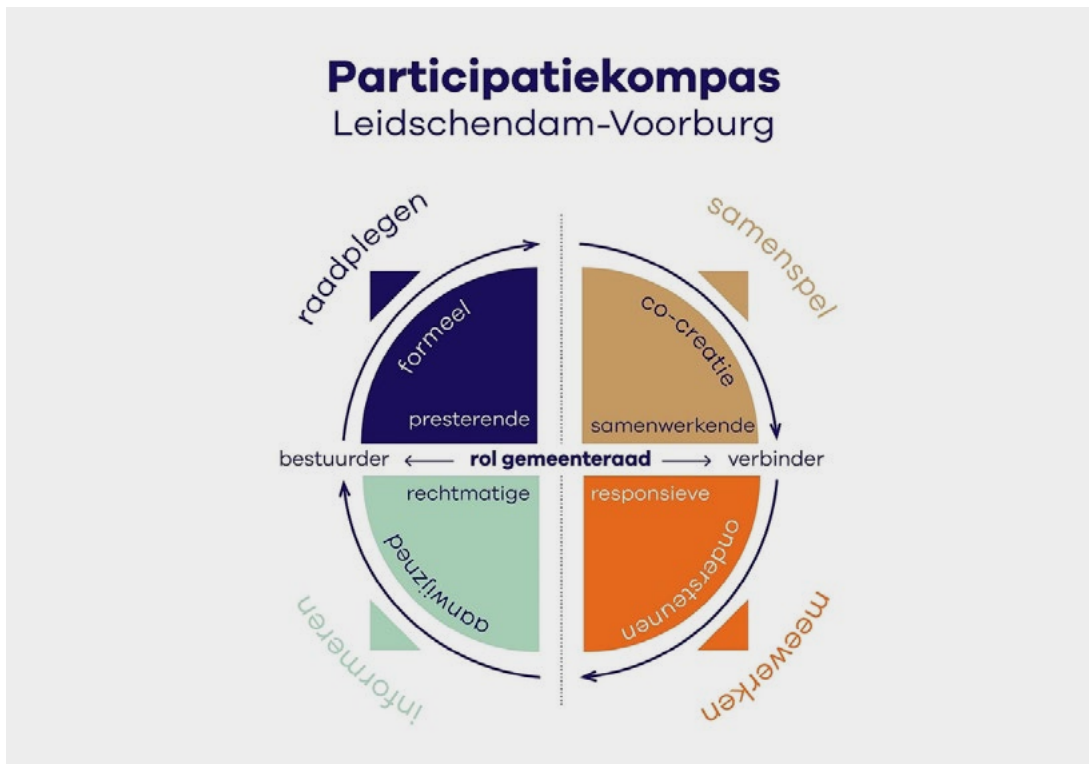 Participatiekompas
Leidschendam-Voorburg
raadplegen
samenspel
formeel
co-creatie
presterende
samenwerkende
bestuurder
rol gemeenteraad
verbinder
rechtmatige
responsieve
aanwijzned
ondersteunen
informeren
meewerken